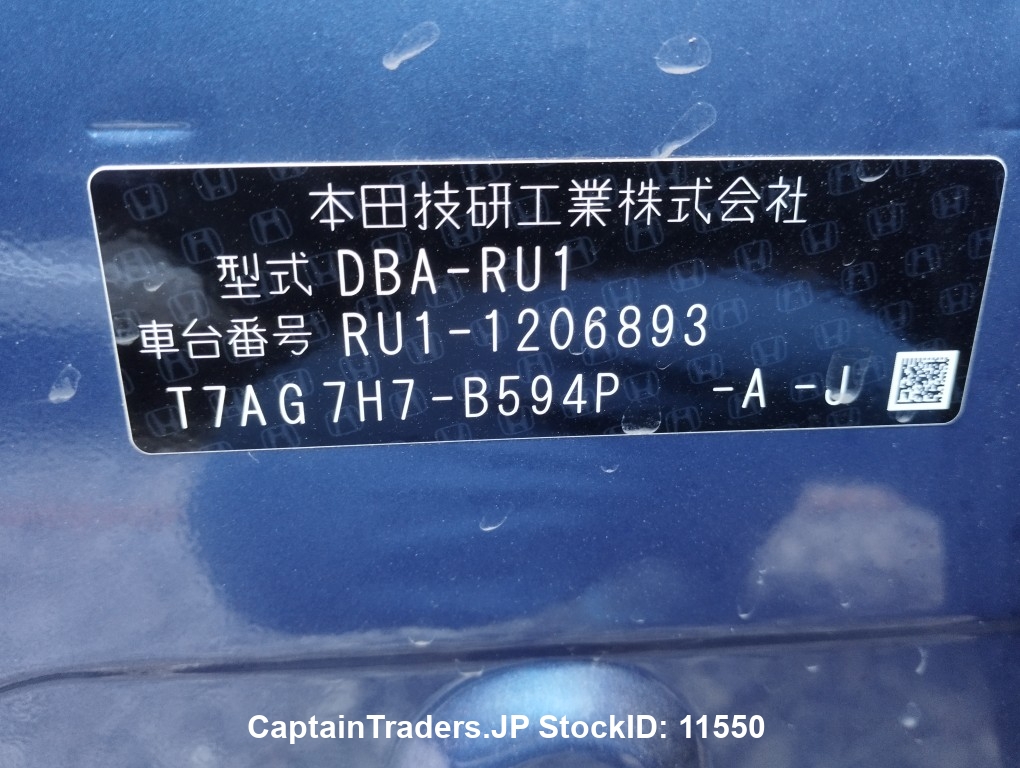 本田技研工業株式会社
型式 DBA-RU1
車台番号 RU1-1206893
T7AG7H7-B594P -A -J
CaptainTraders.JP StockID: 11550